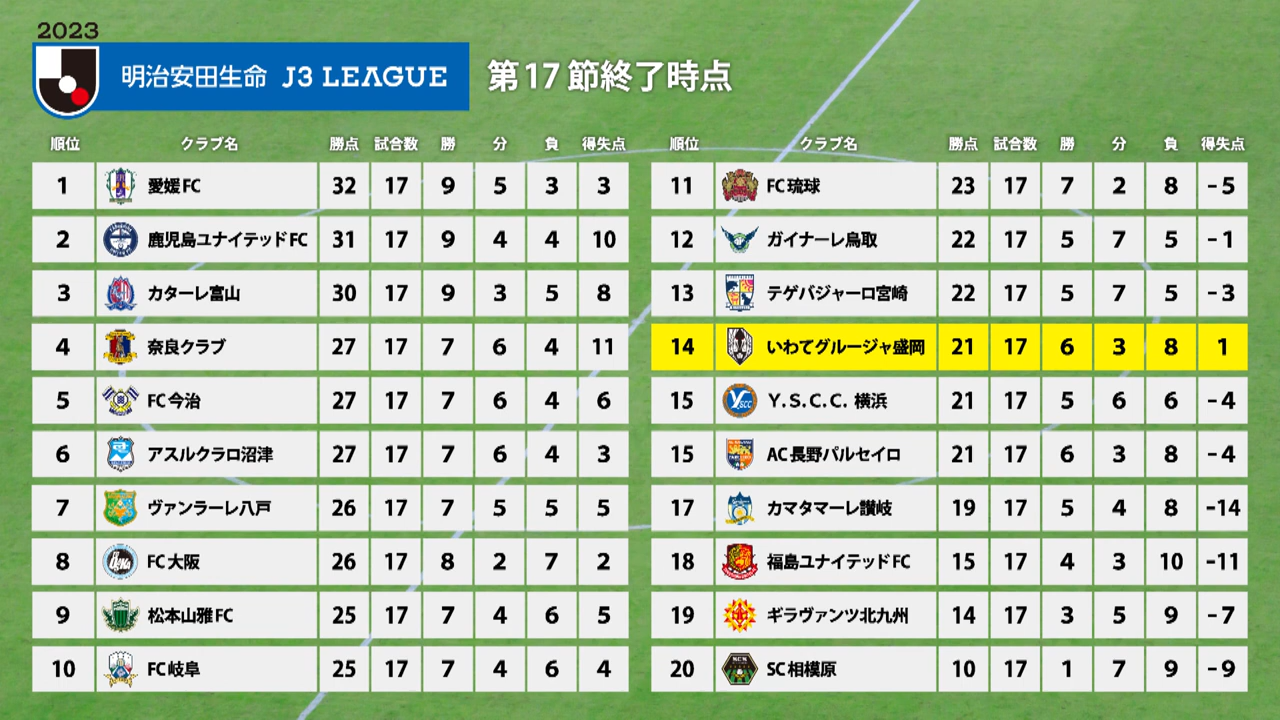 2023
明治安田生命 J3 LEAGUE 第17節終了時点
順位 クラブ名 勝点 試合数 勝 分 負 得失点
1 愛媛FC 32 17 9 5 3 3
2 鹿児島ユナイテッドFC 31 17 9 4 4 10
3 カターレ富山 30 17 9 3 5 8
4 奈良クラブ 27 17 7 6 4 11
5 FC今治 27 17 7 6 4 6
6 アスルクラロ沼津 27 17 7 6 4 3
7 ヴァンラーレ八戸 26 17 7 5 5 5
8 FC大阪 26 17 8 2 7 2
9 松本山雅FC 25 17 7 4 6 5
10 FC岐阜 25 17 7 4 6 4
順位 クラブ名 勝点 試合数 勝 分 負 得失点
11 FC琉球 23 17 7 2 8 -5
12 ガイナーレ鳥取 22 17 5 7 5 -1
13 テゲバジャーロ宮崎 22 17 5 7 5 -3
14 いわてグルージャ盛岡 21 17 6 3 8 1
15 Y.S.C.C.横浜 21 17 5 6 6 -4
15 AC長野パルセイロ 21 17 6 3 8 -4
17 カマタマーレ讃岐 19 17 5 4 8 -14
18 福島ユナイテッドFC 15 17 4 3 10 -11
19 ギラヴァンツ北九州 14 17 3 5 9 -7
20 SC相模原 10 17 1 7 9 -9